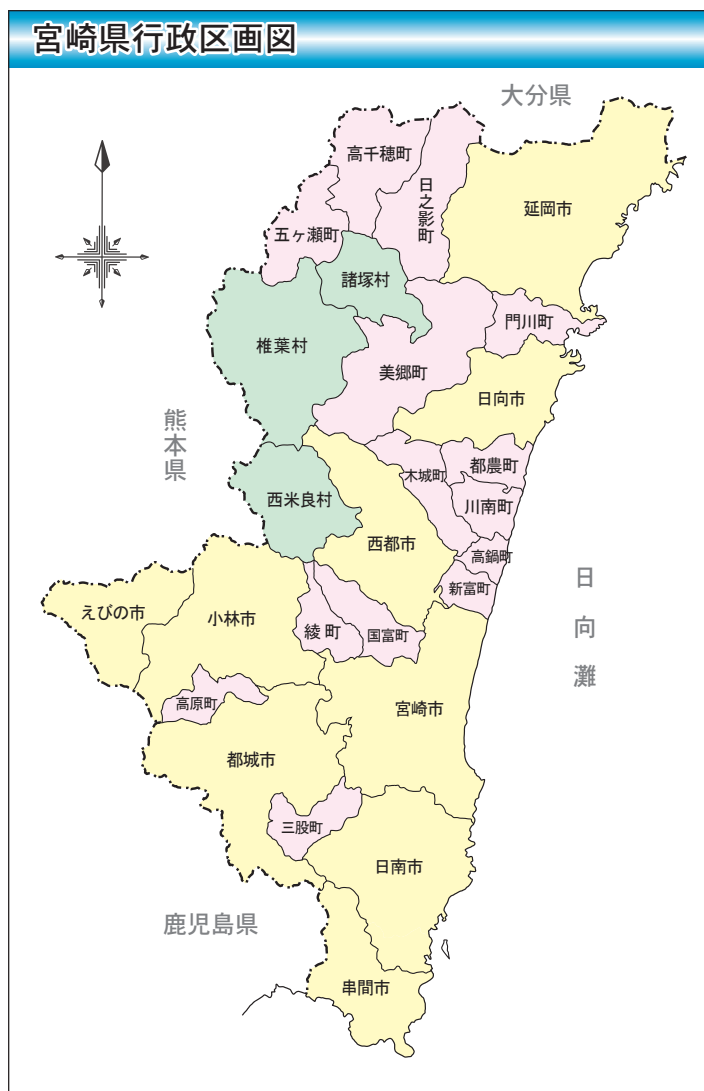 宮崎県行政区画図
大分県
高千穂町
日之影町
延岡市
五ヶ瀬町
諸塚村
門川町
椎葉村
美郷町
日向市
熊本県
木城町
都農町
西米良村
川南町
西都市
高鍋町
新富町
日向灘
えびの市
小林市
綾町
国富町
高原町
宮崎市
都城市
三股町
日南市
鹿児島県
串間市